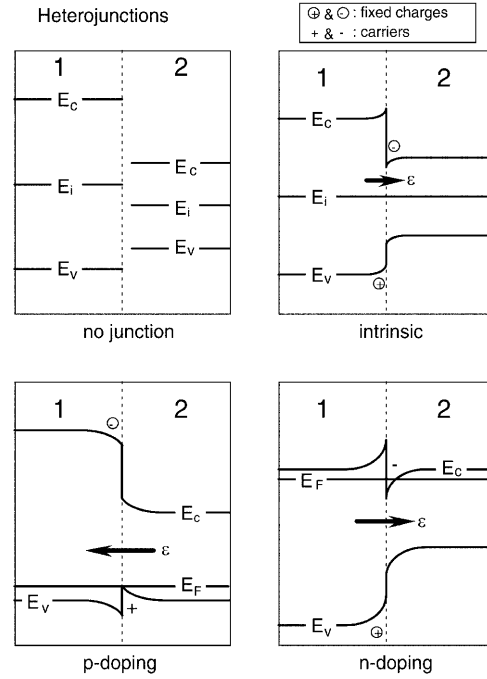 Heterojunctions
⊕ & ⊖ : fixed charges
+ & - : carriers
1 2
E_c
E_c
E_i
E_i
E_v
E_v
no junction
1 2
E_c
⊖
ε
E_i
E_v
⊕
intrinsic
1 2
⊖
E_c
ε
E_F
E_v
+
p-doping
1 2
-
E_c
E_F
ε
E_v
⊕
n-doping